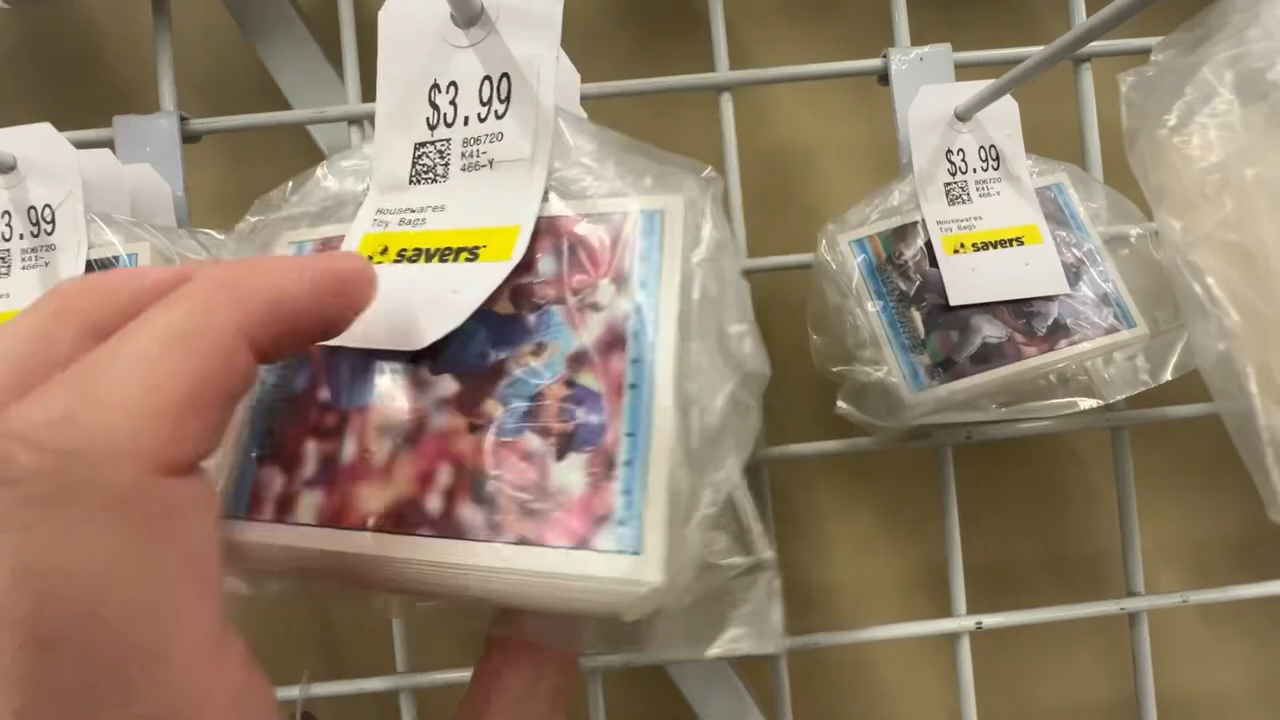 3.99
806720
K41-
466-Y
$3.99
806720
K41-
466-Y
Housewares
Toy Bags
savers
$3.99
806720
K41-
466-Y
Housewares
Toy Bags
savers